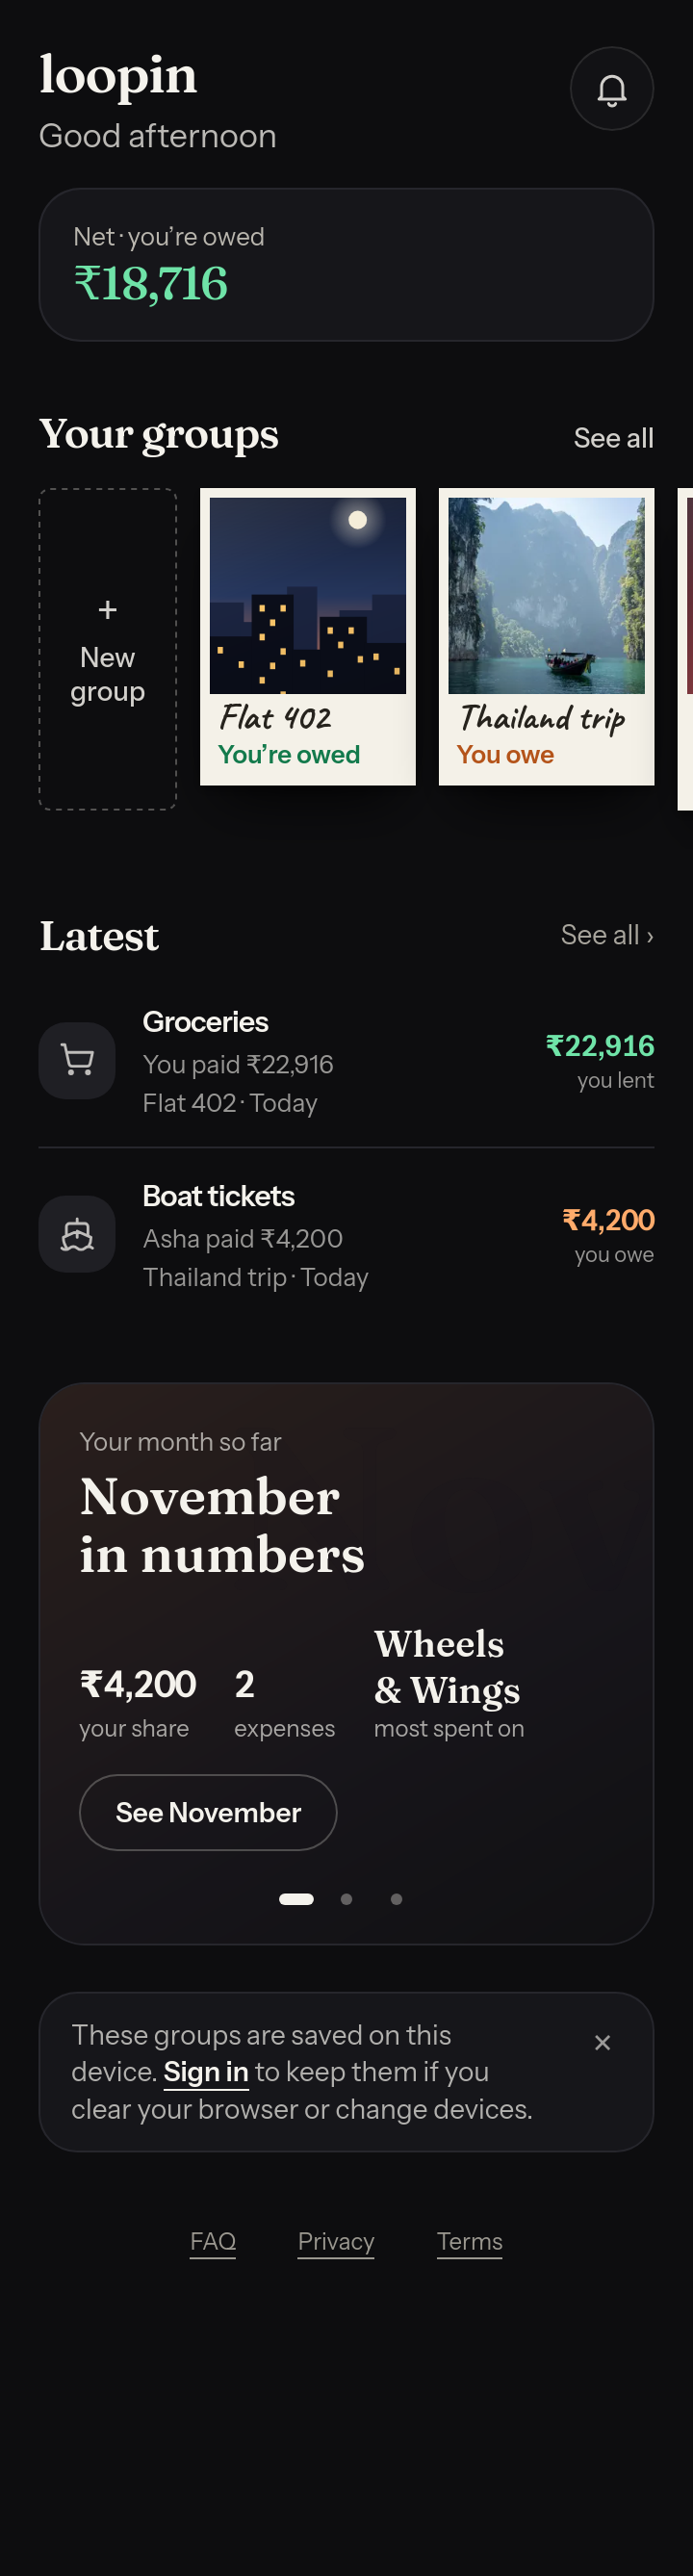 loopin
Good afternoon
Net · you’re owed
₹18,716
Your groups
See all
+
New
group
Flat 402
You’re owed
Thailand trip
You owe
Latest
See all ›
Groceries
You paid ₹22,916
Flat 402 · Today
₹22,916
you lent
Boat tickets
Asha paid ₹4,200
Thailand trip · Today
₹4,200
you owe
Your month so far
November
in numbers
₹4,200
your share
2
expenses
Wheels
& Wings
most spent on
See November
These groups are saved on this
device. Sign in to keep them if you
clear your browser or change devices.
×
FAQ
Privacy
Terms